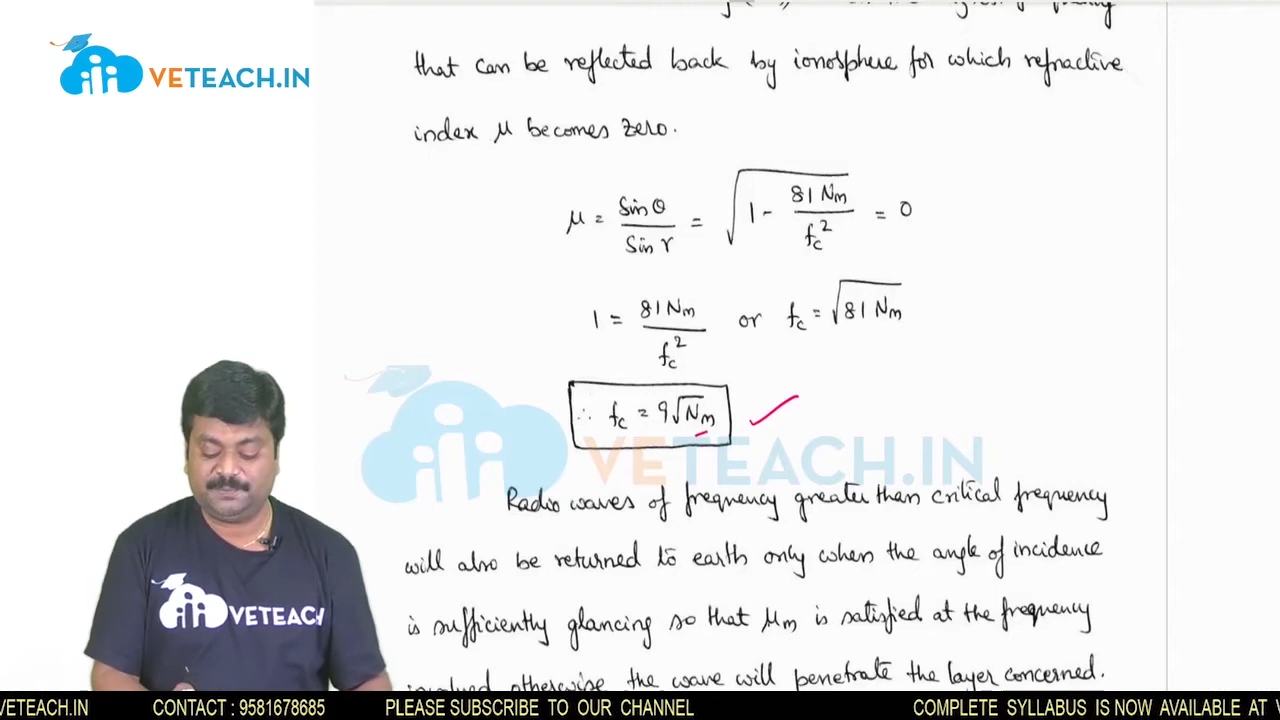 VETEACH.IN
that can be reflected back by ionosphere for which refractive
index μ becomes zero.
μ = Sinθ / Sin r = √(1 - 81 Nm / fc²) = 0
1 = 81 Nm / fc² or fc = √81 Nm
∴ fc = 9√Nm
VETEACH.IN
Radio waves of frequency greater than critical frequency
will also be returned to earth only when the angle of incidence
is sufficiently glancing so that μm is satisfied at the frequency
involved otherwise the wave will penetrate the layer concerned.
VETEACH
VETEACH.IN CONTACT : 9581678685 PLEASE SUBSCRIBE TO OUR CHANNEL COMPLETE SYLLABUS IS NOW AVAILABLE AT